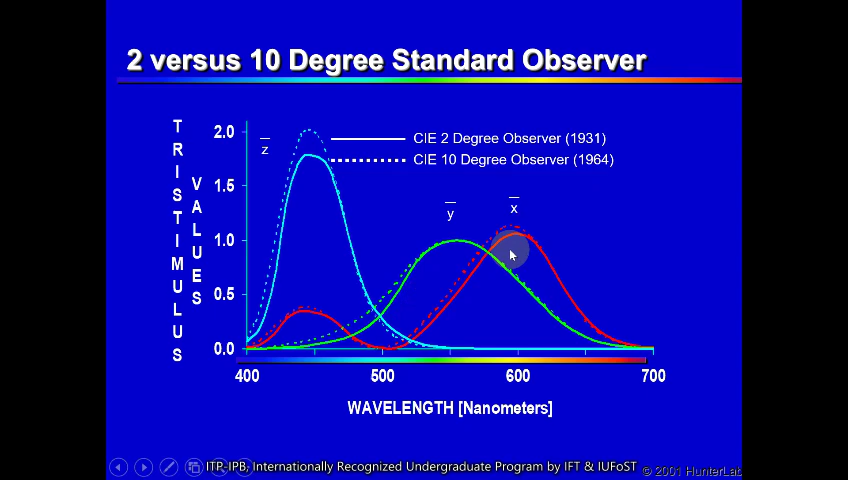 2 versus 10 Degree Standard Observer
TRISTIMULUS
VALUES
2.0
1.5
1.0
0.5
0.0
z
y
x
CIE 2 Degree Observer (1931)
CIE 10 Degree Observer (1964)
400
500
600
700
WAVELENGTH [Nanometers]
ITP-IPB, Internationally Recognized Undergraduate Program by IFT & IUFoST
© 2001 HunterLab